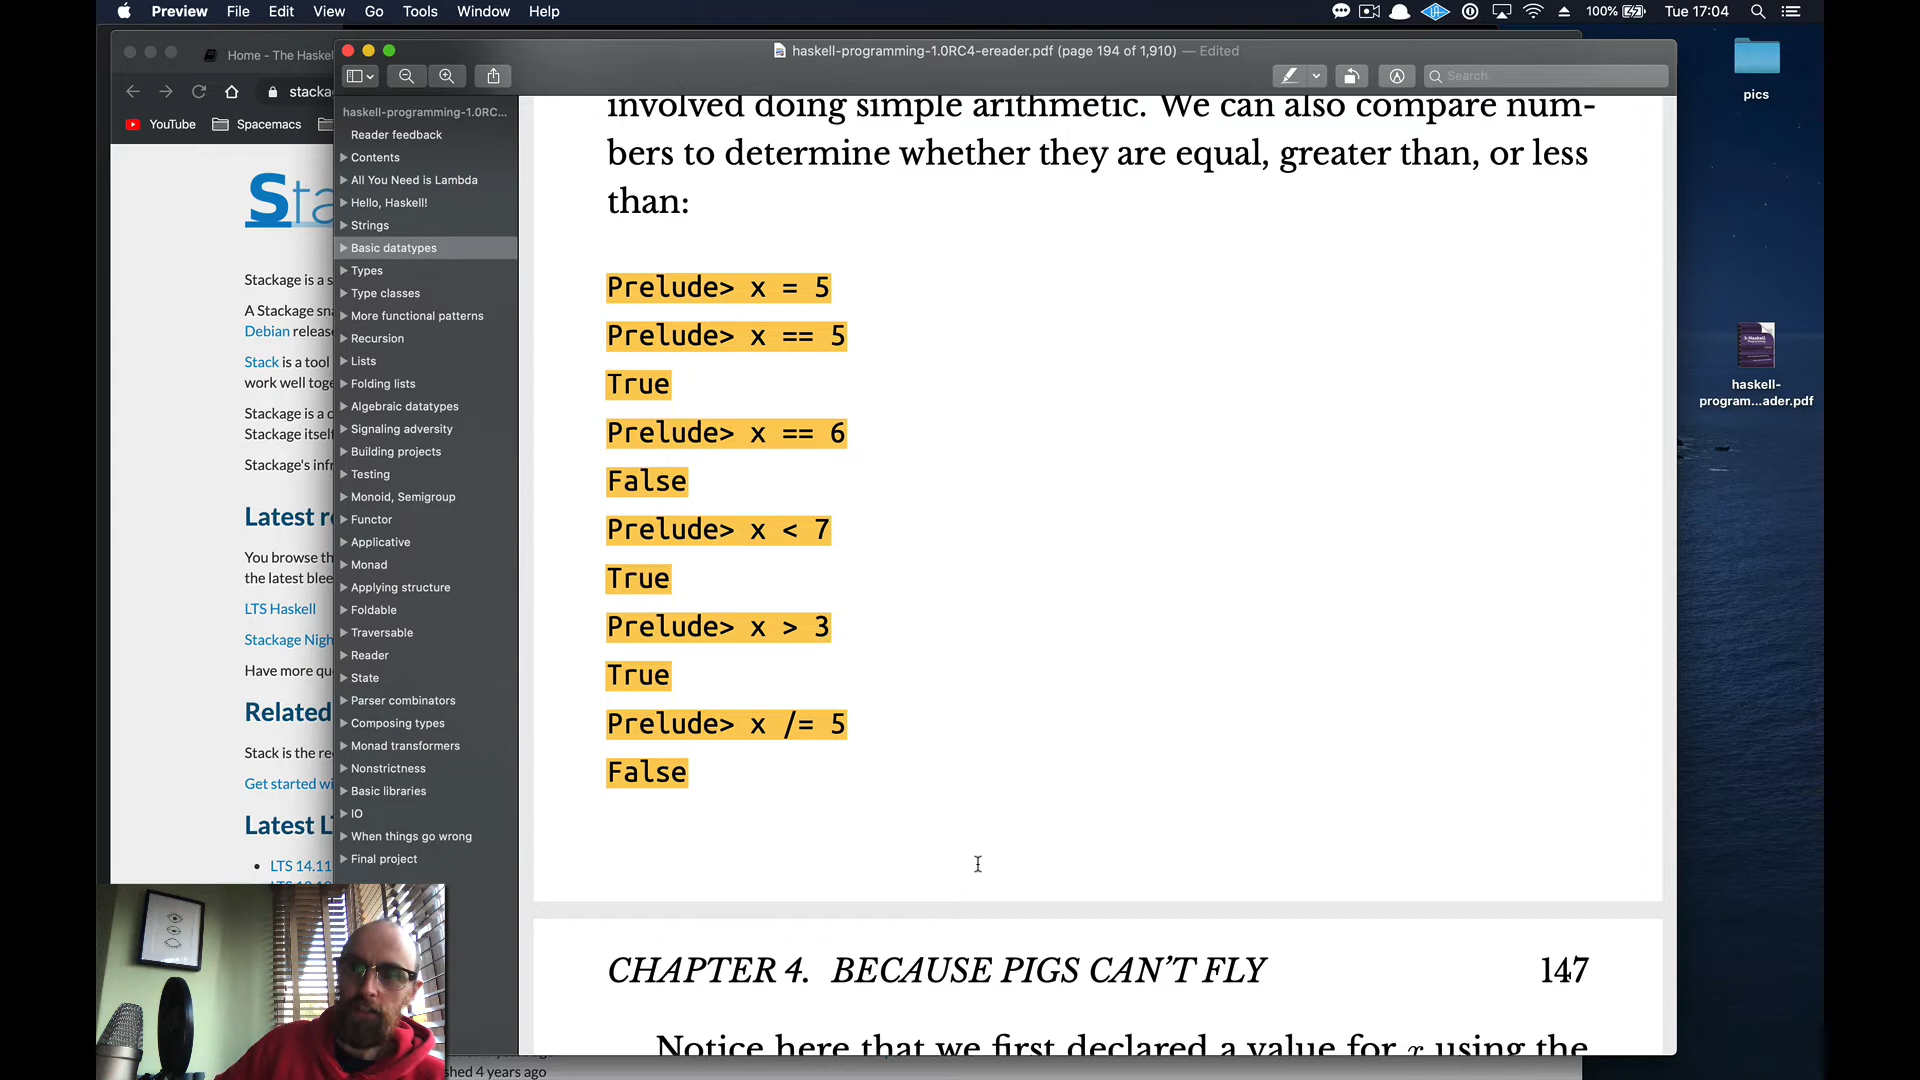 Preview File Edit View Go Tools Window Help
100% Tue 17:04
Home - The Haskel
haskell-programming-1.0RC4-ereader.pdf (page 194 of 1,910) — Edited
Search
stacka
YouTube Spacemacs
pics
haskell-
program...ader.pdf
Sta
Stackage is a s
A Stackage sna
Debian release
Stack is a tool
work well toge
Stackage is a c
Stackage itself
Stackage's infr
Latest re
You browse th
the latest blee
LTS Haskell
Stackage Nigh
Have more que
Related
Stack is the re
Get started wi
Latest L
LTS 14.11
haskell-programming-1.0RC...
Reader feedback
Contents
All You Need is Lambda
Hello, Haskell!
Strings
Basic datatypes
Types
Type classes
More functional patterns
Recursion
Lists
Folding lists
Algebraic datatypes
Signaling adversity
Building projects
Testing
Monoid, Semigroup
Functor
Applicative
Monad
Applying structure
Foldable
Traversable
Reader
State
Parser combinators
Composing types
Monad transformers
Nonstrictness
Basic libraries
IO
When things go wrong
Final project
involved doing simple arithmetic. We can also compare num-
bers to determine whether they are equal, greater than, or less
than:
Prelude> x = 5
Prelude> x == 5
True
Prelude> x == 6
False
Prelude> x < 7
True
Prelude> x > 3
True
Prelude> x /= 5
False
CHAPTER 4. BECAUSE PIGS CAN'T FLY 147
Notice here that we first declared a value for x using the
shed 4 years ago